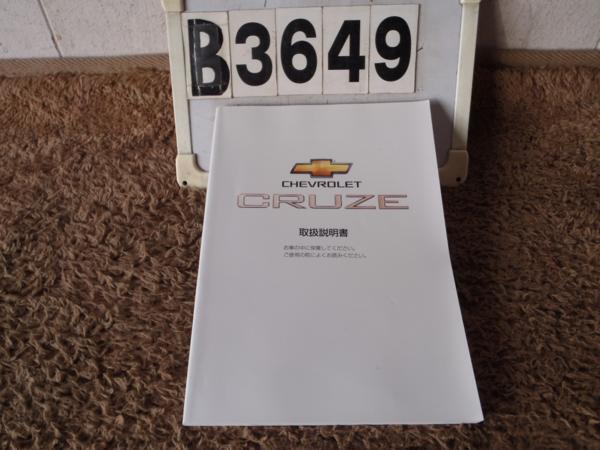 B3649
CHEVROLET
CRUZE
取扱説明書
お車の中に保管してください。
ご使用の前によくお読みください。